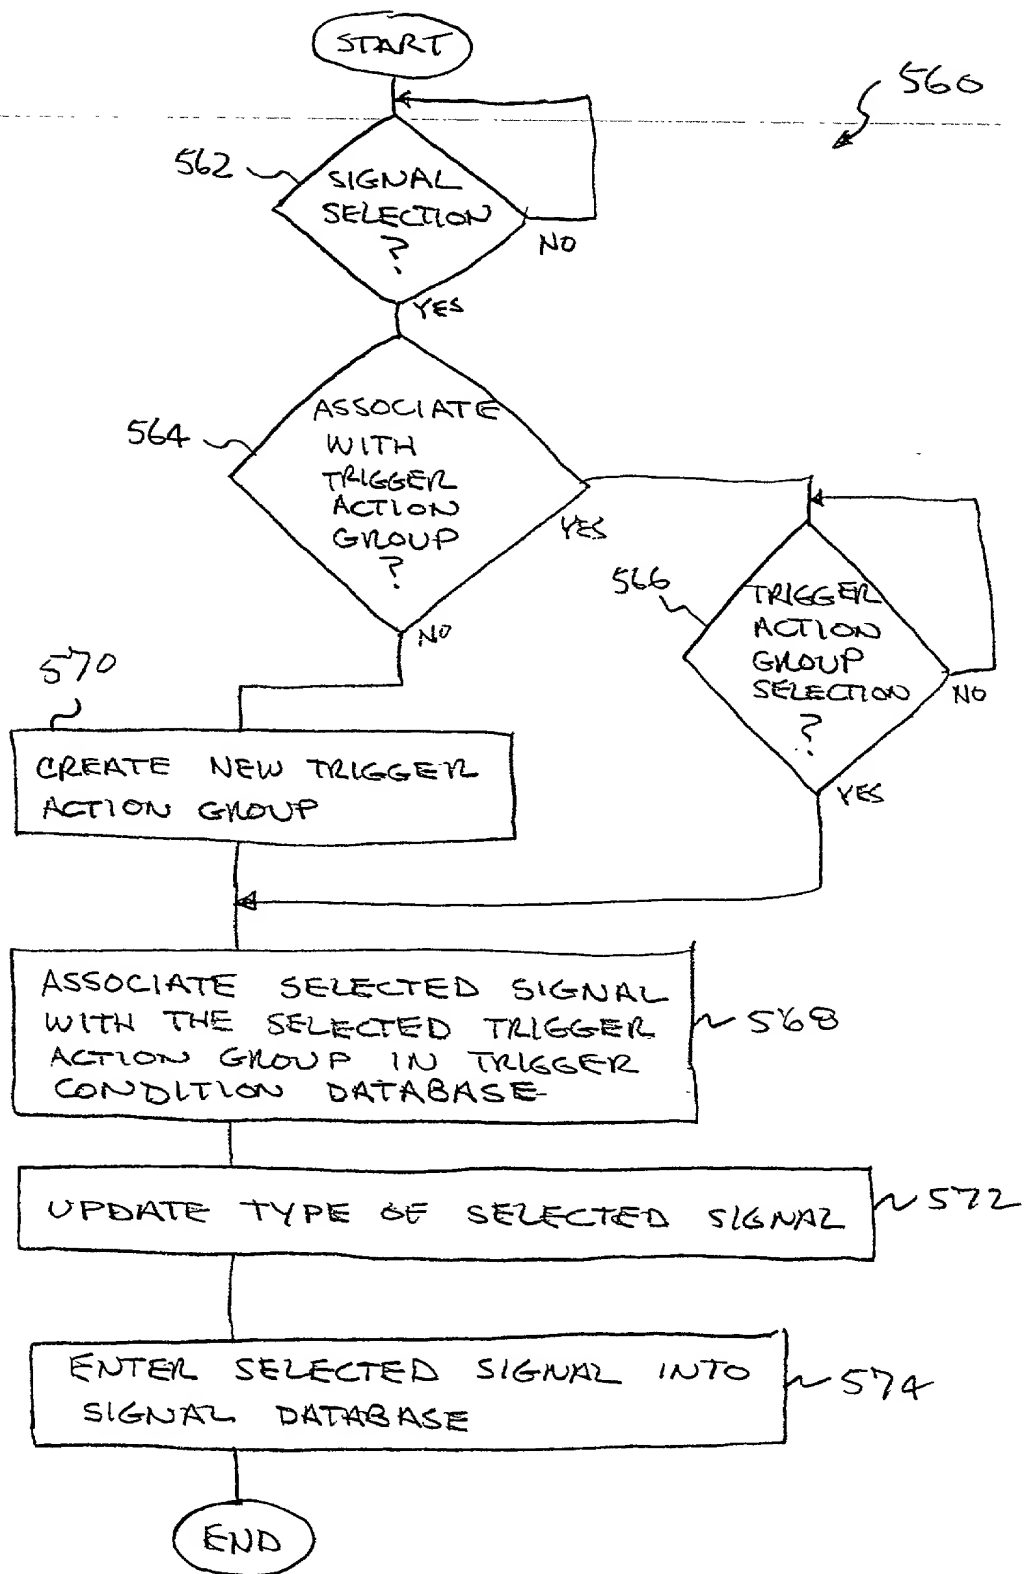 START
560
562
SIGNAL
SELECTION
?
NO
YES
564
ASSOCIATE
WITH
TRIGGER
ACTION
GROUP
?
YES
NO
566
TRIGGER
ACTION
GROUP
SELECTION
?
NO
YES
570
CREATE NEW TRIGGER
ACTION GROUP
ASSOCIATE SELECTED SIGNAL
WITH THE SELECTED TRIGGER
ACTION GROUP IN TRIGGER
CONDITION DATABASE
568
UPDATE TYPE OF SELECTED SIGNAL
572
ENTER SELECTED SIGNAL INTO
SIGNAL DATABASE
574
END